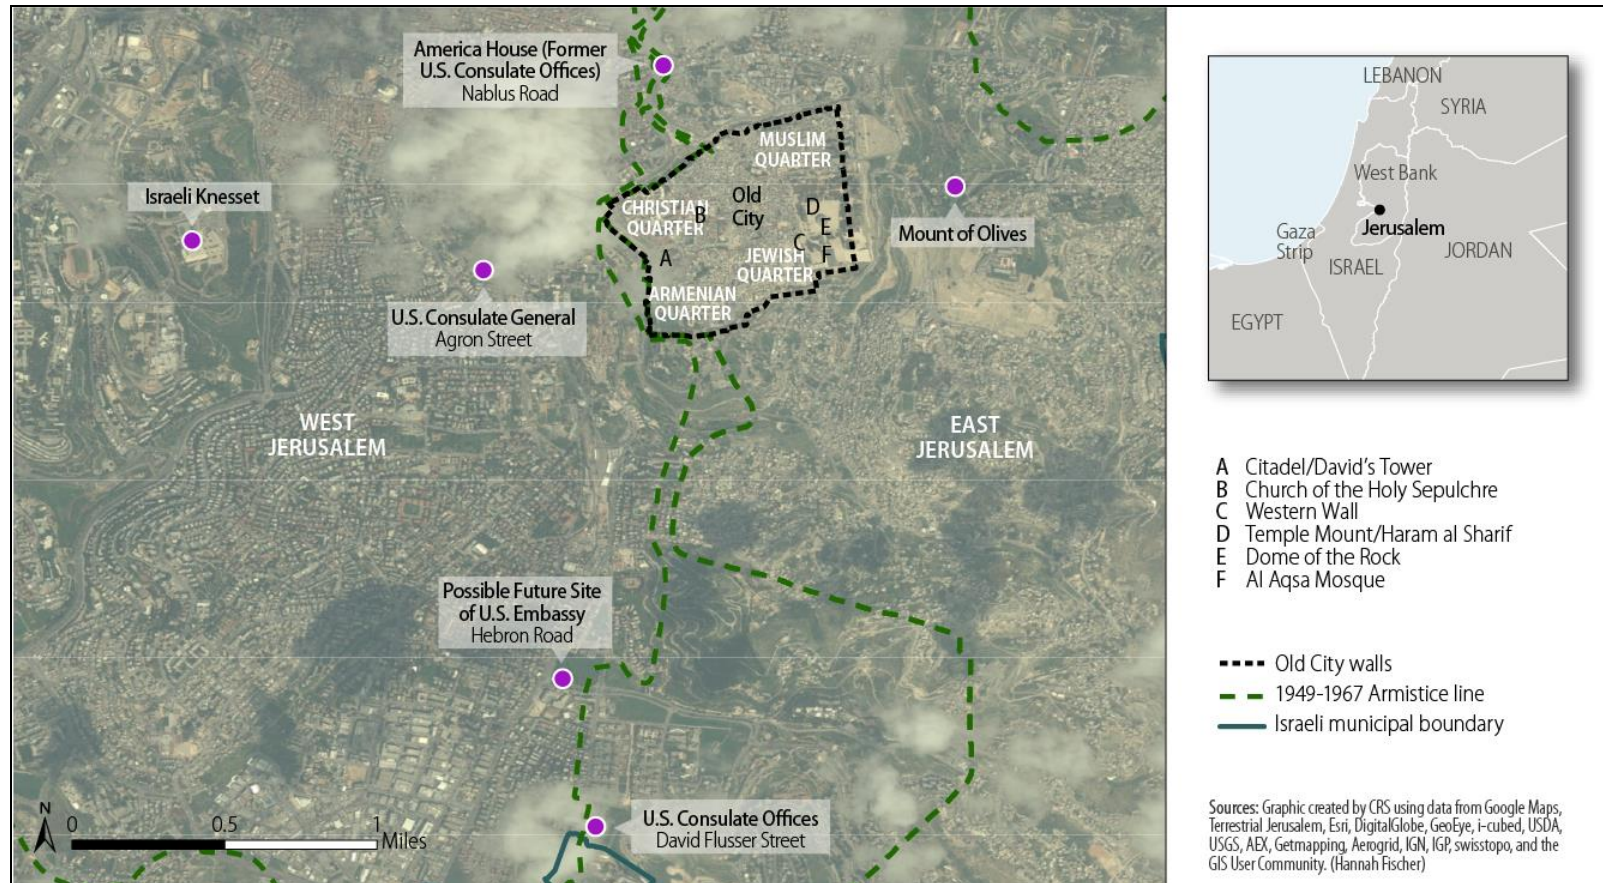 America House (Former
U.S. Consulate Offices)
Nablus Road
Israeli Knesset
U.S. Consulate General
Agron Street
MUSLIM
QUARTER
Old
City
CHRISTIAN
QUARTER
B
D
E
C
F
A
JEWISH
QUARTER
ARMENIAN
QUARTER
Mount of Olives
WEST
JERUSALEM
EAST
JERUSALEM
Possible Future Site
of U.S. Embassy
Hebron Road
U.S. Consulate Offices
David Flusser Street
N
0 0.5 1
Miles
LEBANON
SYRIA
West Bank
Jerusalem
Gaza
Strip
ISRAEL
JORDAN
EGYPT
A Citadel/David's Tower
B Church of the Holy Sepulchre
C Western Wall
D Temple Mount/Haram al Sharif
E Dome of the Rock
F Al Aqsa Mosque
Old City walls
1949-1967 Armistice line
Israeli municipal boundary
Sources: Graphic created by CRS using data from Google Maps,
Terrestrial Jerusalem, Esri, DigitalGlobe, GeoEye, i-cubed, USDA,
USGS, AEX, Getmapping, Aerogrid, IGN, IGP, swisstopo, and the
GIS User Community. (Hannah Fischer)